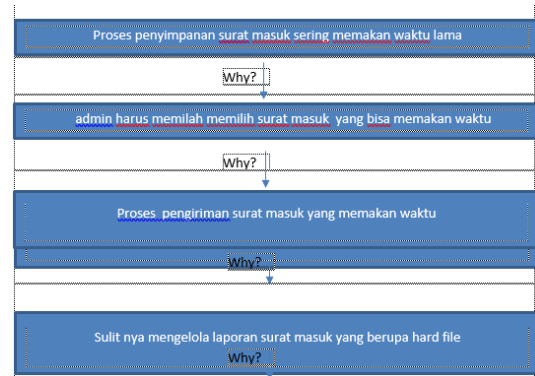 Proses penyimpanan surat masuk sering memakan waktu lama
Why?
admin harus memilah memilih surat masuk yang bisa memakan waktu
Why?
Proses pengiriman surat masuk yang memakan waktu
Why?
Sulit nya mengelola laporan surat masuk yang berupa hard file
Why?